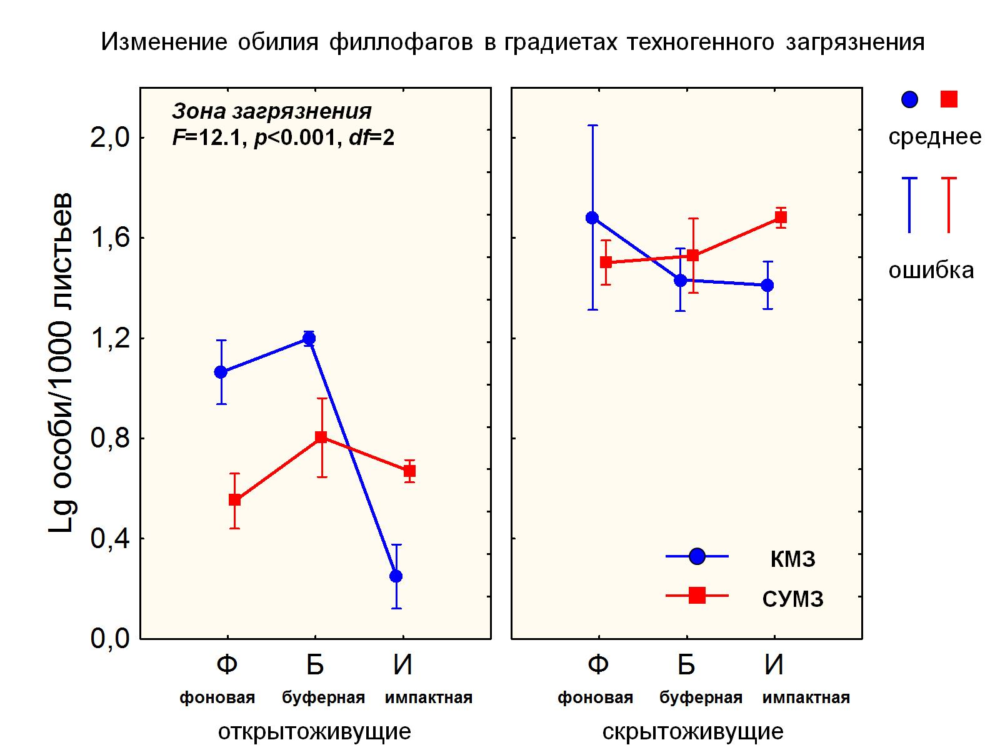 Изменение обилия филлофагов в градиетах техногенного загрязнения
Зона загрязнения
F=12.1, p<0.001, df=2
среднее
ошибка
Lg особи/1000 листьев
2,0
1,6
1,2
0,8
0,4
0,0
КМЗ
СУМЗ
Ф Б И Ф Б И
фоновая буферная импактная фоновая буферная импактная
открытоживущие скрытоживущие